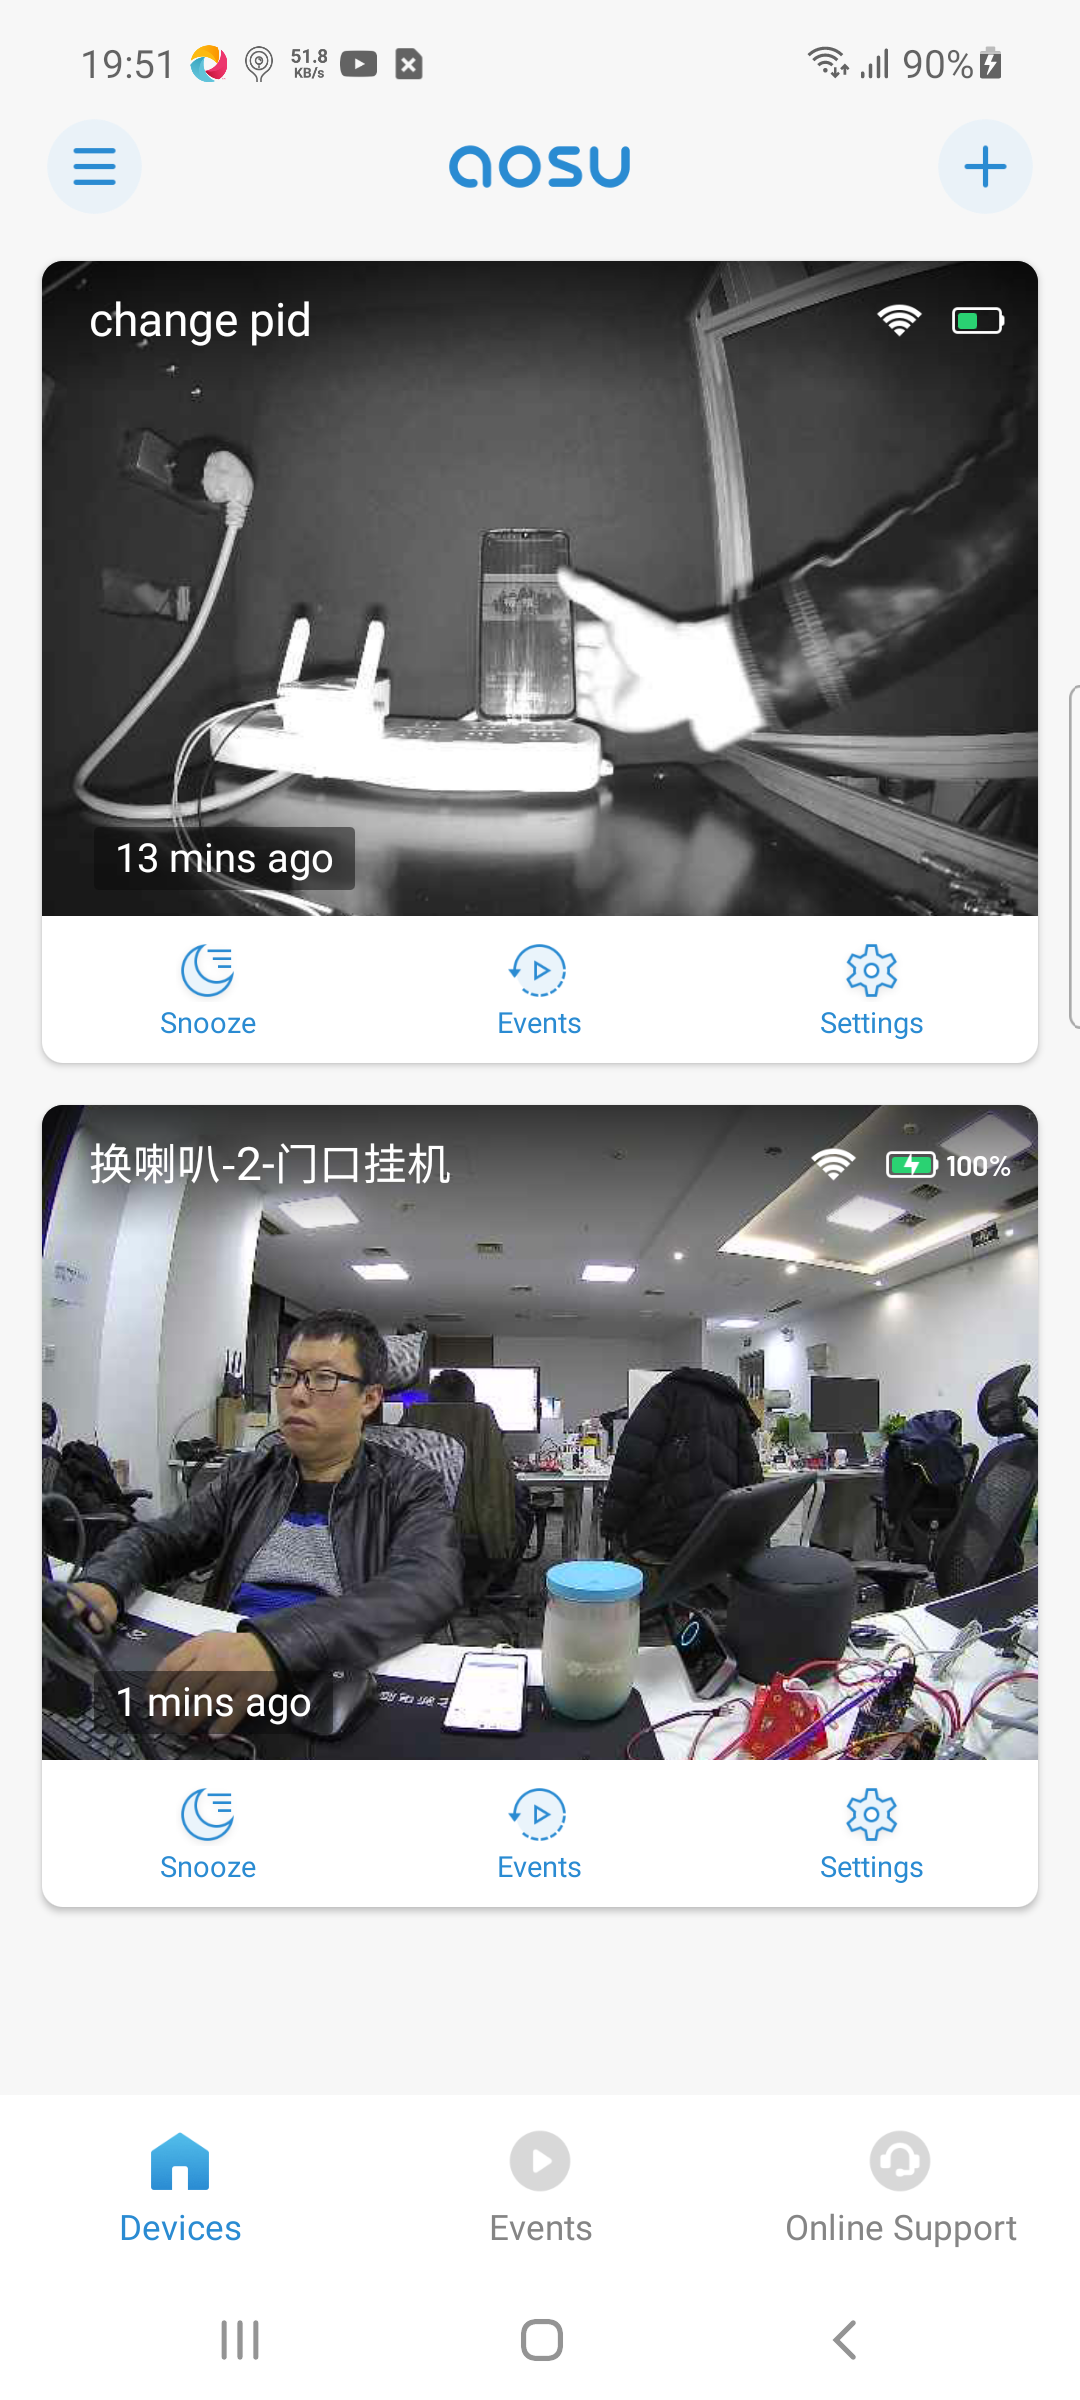 19:51 51.8 KB/s 90%
aosu
change pid
13 mins ago
Snooze Events Settings
换喇叭-2-门口挂机 100%
1 mins ago
Snooze Events Settings
Devices Events Online Support